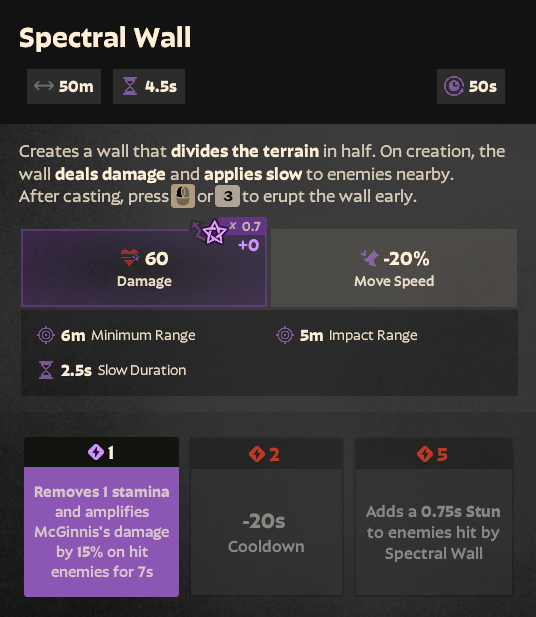 Spectral Wall
50m 4.5s 50s
Creates a wall that divides the terrain in half. On creation, the
wall deals damage and applies slow to enemies nearby.
After casting, press or 3 to erupt the wall early.
x 0.7
+0
60
Damage
-20%
Move Speed
6m Minimum Range
5m Impact Range
2.5s Slow Duration
1
Removes 1 stamina
and amplifies
McGinnis's damage
by 15% on hit
enemies for 7s
2
-20s
Cooldown
5
Adds a 0.75s Stun
to enemies hit by
Spectral Wall